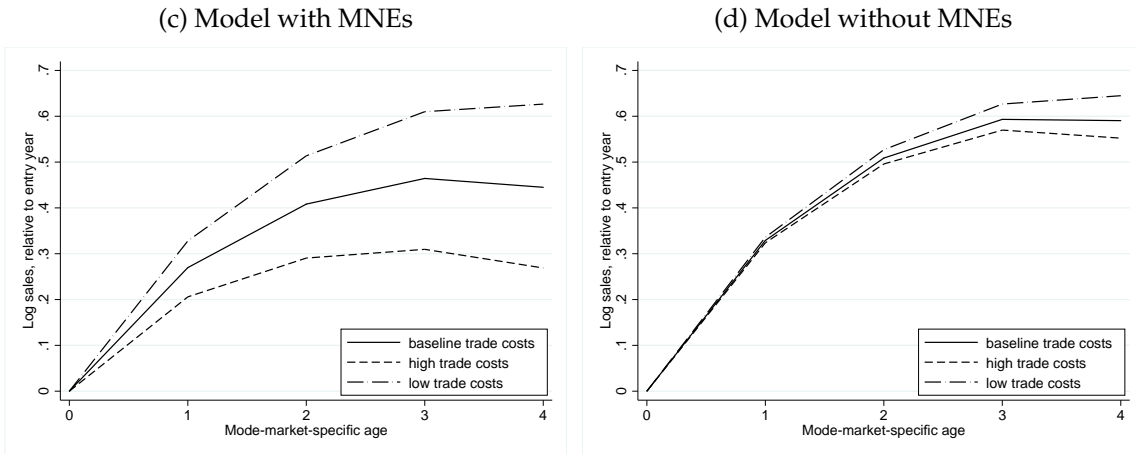 (c) Model with MNEs
Log sales, relative to entry year
.7
.6
.5
.4
.3
.2
.1
0
baseline trade costs
high trade costs
low trade costs
0 1 2 3 4
Mode-market-specific age
(d) Model without MNEs
Log sales, relative to entry year
.7
.6
.5
.4
.3
.2
.1
0
baseline trade costs
high trade costs
low trade costs
0 1 2 3 4
Mode-market-specific age